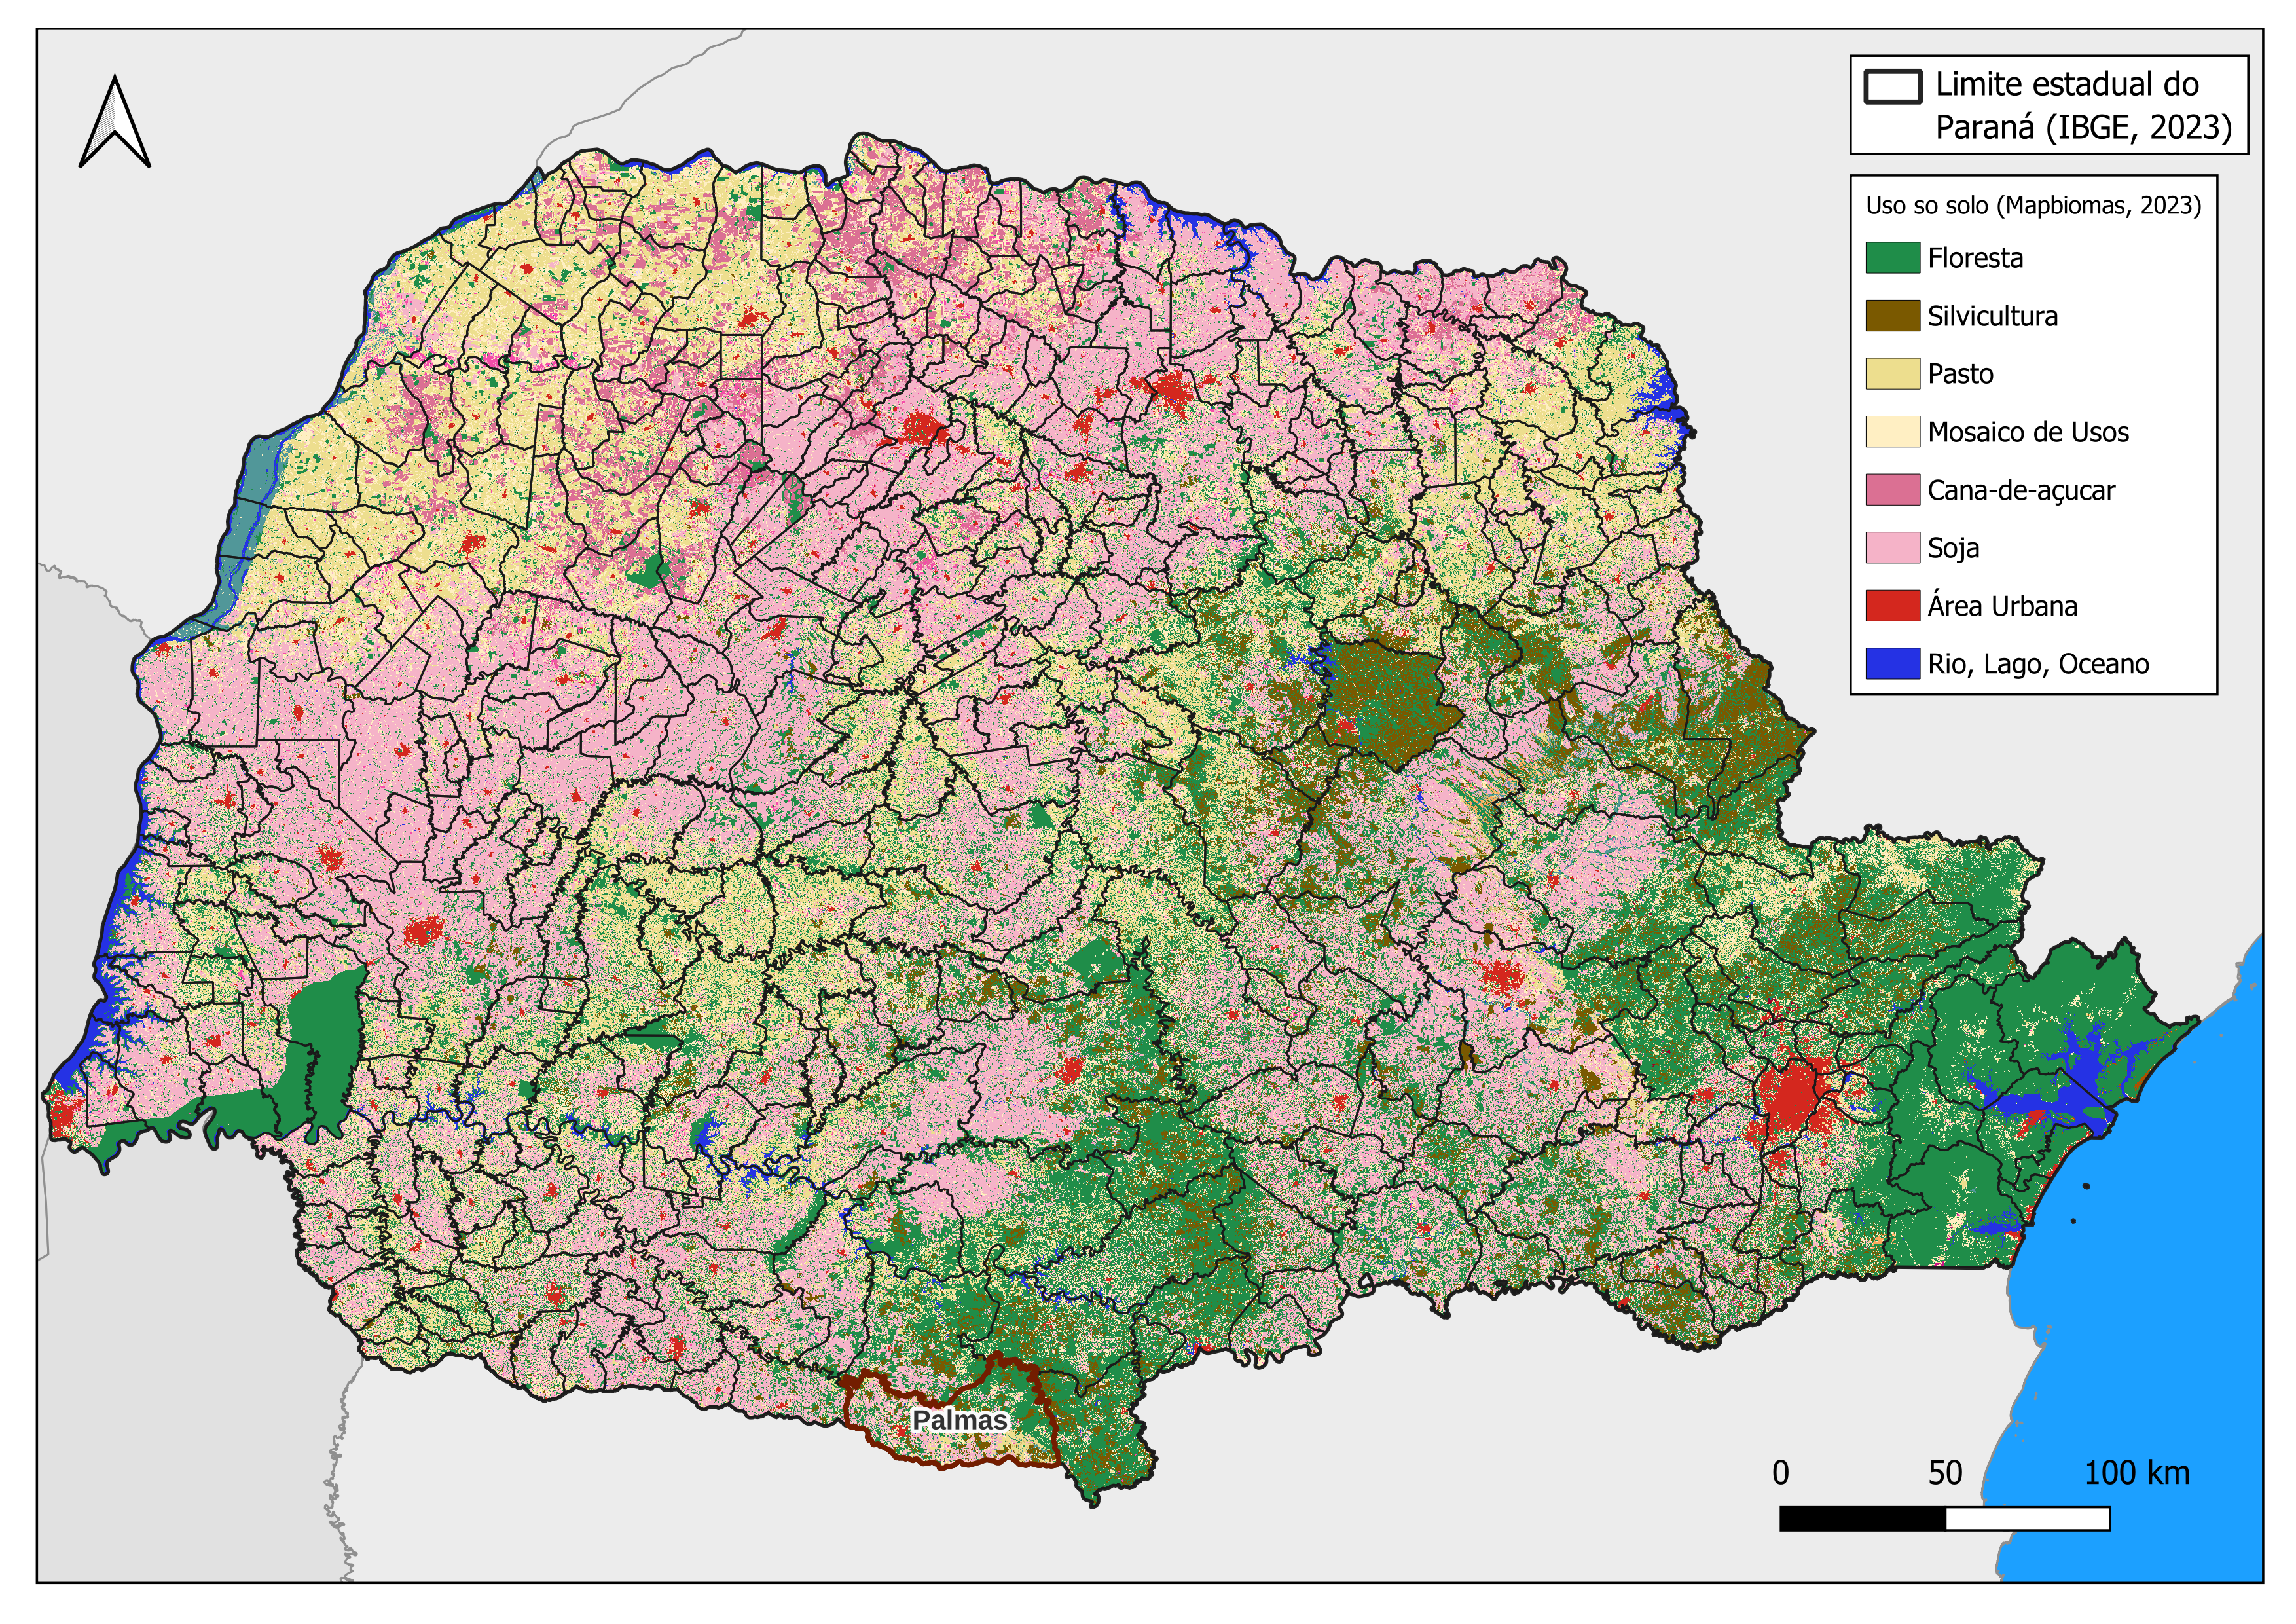 Limite estadual do
Paraná (IBGE, 2023)
Uso so solo (Mapbiomas, 2023)
Floresta
Silvicultura
Pasto
Mosaico de Usos
Cana-de-açucar
Soja
Área Urbana
Rio, Lago, Oceano
Palmas
0 50 100 km